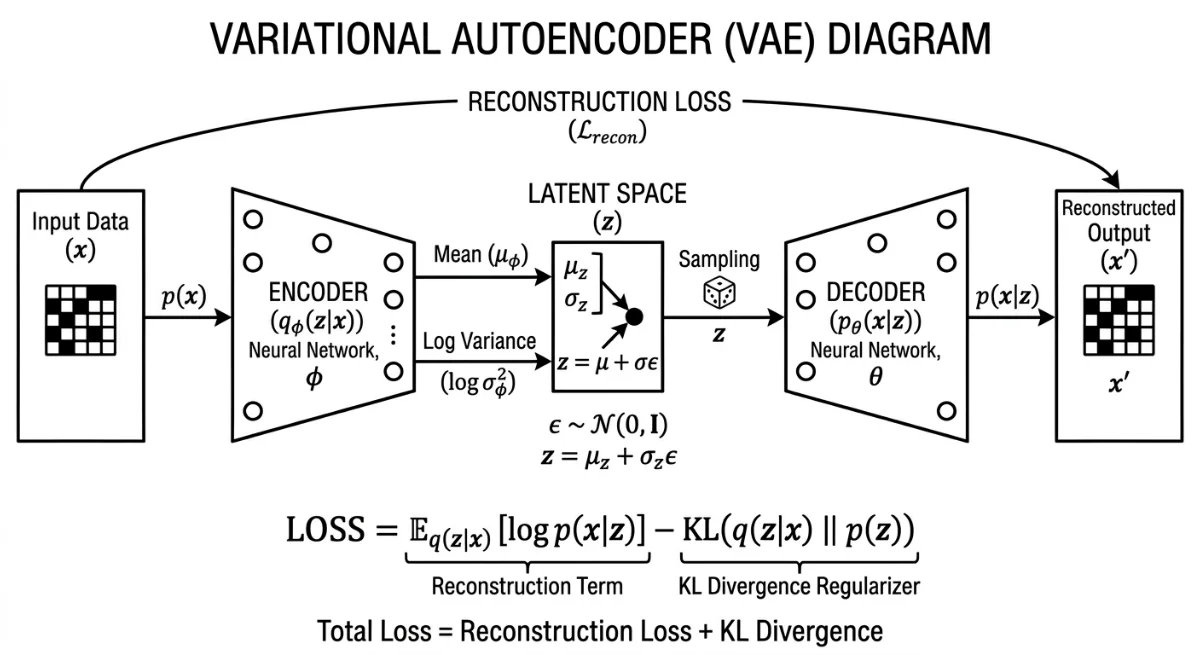 VARIATIONAL AUTOENCODER (VAE) DIAGRAM
RECONSTRUCTION LOSS
(ℒ_recon)
Input Data
(x)
p(x)
ENCODER
(q_ϕ(z|x))
Neural Network,
ϕ
Mean (μ_ϕ)
Log Variance
(log σ_ϕ^2)
LATENT SPACE
(z)
μ_z
σ_z
z = μ + σϵ
ϵ ~ 𝒩(0, I)
z = μ_z + σ_zϵ
Sampling
z
DECODER
(p_θ(x|z))
Neural Network,
θ
p(x|z)
Reconstructed
Output
(x′)
x′
LOSS = 𝔼_q(z|x) [log p(x|z)] − KL(q(z|x) ∥ p(z))
Reconstruction Term
KL Divergence Regularizer
Total Loss = Reconstruction Loss + KL Divergence